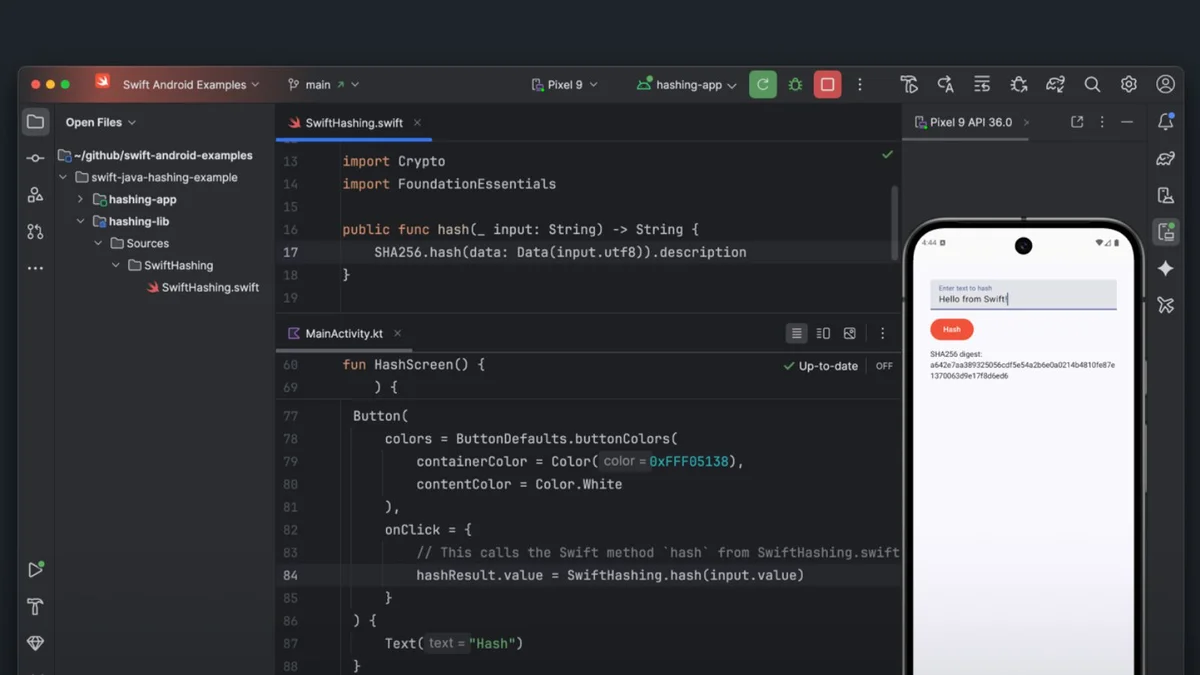 Swift Android Examples
main
Pixel 9
hashing-app
Open Files
~/github/swift-android-examples
swift-java-hashing-example
hashing-app
hashing-lib
Sources
SwiftHashing
SwiftHashing.swift
SwiftHashing.swift
13 import Crypto
14 import FoundationEssentials
15
16 public func hash(_ input: String) -> String {
17 SHA256.hash(data: Data(input.utf8)).description
18 }
19
MainActivity.kt
60 fun HashScreen() {
Up-to-date
OFF
69 ) {
77 Button(
78 colors = ButtonDefaults.buttonColors(
79 containerColor = Color( color = 0xFFF05138),
80 contentColor = Color.White
81 ),
82 onClick = {
83 // This calls the Swift method `hash` from SwiftHashing.swift
84 hashResult.value = SwiftHashing.hash(input.value)
85 }
86 ) {
87 Text( text = "Hash")
88 }
Pixel 9 API 36.0
4:44
Enter text to hash
Hello from Swift!
Hash
SHA256 digest:
a642e7aa389325056cdf5e54a2b6e0a0214b4810fe87e
1370063d9e17f8d6ed6